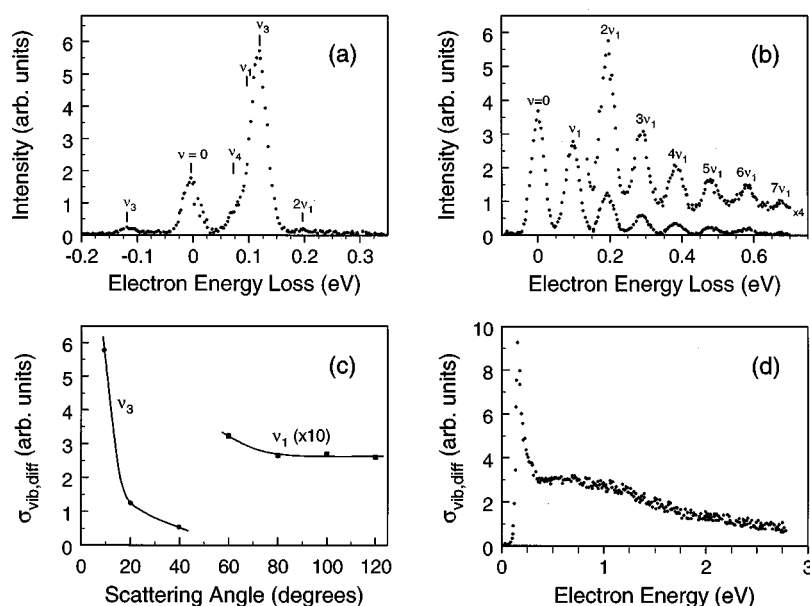 (a)
Intensity (arb. units)
6
5
4
3
2
1
0
ν3
ν = 0
ν4
ν1
ν3
2ν1
-0.2 -0.1 0 0.1 0.2 0.3
Electron Energy Loss (eV)
(b)
Intensity (arb. units)
6
5
4
3
2
1
0
ν=0
ν1
2ν1
3ν1
4ν1
5ν1
6ν1
7ν1
x4
0 0.2 0.4 0.6
Electron Energy Loss (eV)
(c)
σvib,diff (arb. units)
6
5
4
3
2
1
0
ν3
ν1 (x10)
0 20 40 60 80 100 120
Scattering Angle (degrees)
(d)
σvib,diff (arb. units)
10
8
6
4
2
0
0 1 2 3
Electron Energy (eV)